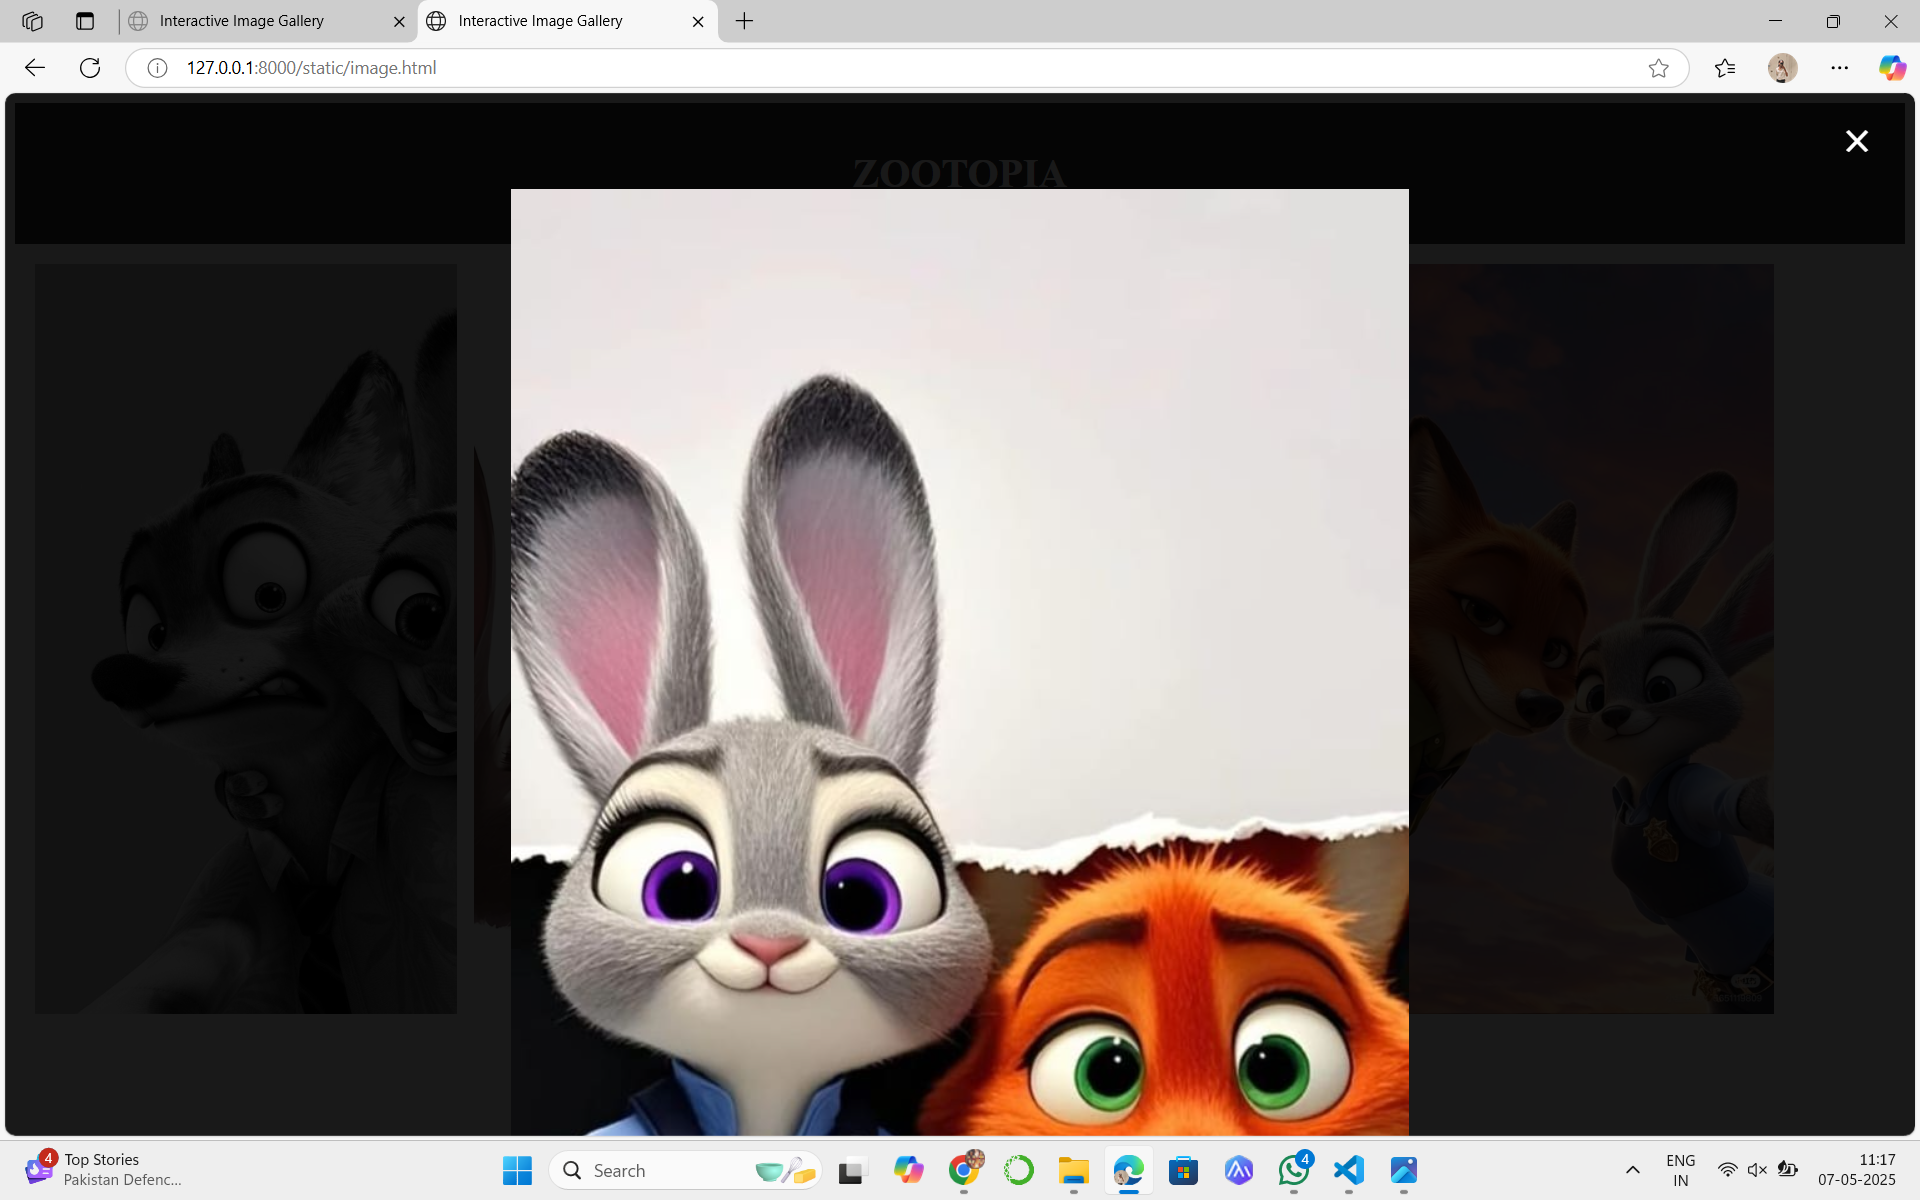 Interactive Image Gallery
Interactive Image Gallery
127.0.0.1:8000/static/image.html
ZOOTOPIA
4
Top Stories
Pakistan Defenc...
Search
4
ENG
IN
11:17
07-05-2025